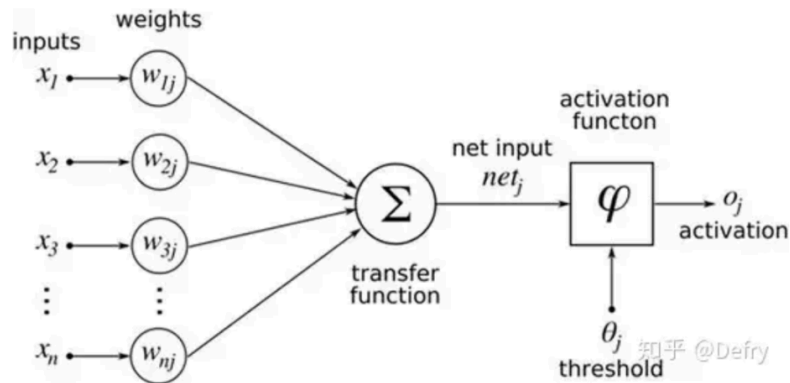 weights
inputs
x₁
w₁ⱼ
activation
functon
x₂
w₂ⱼ
net input
netⱼ
Σ
φ
oⱼ
activation
x₃
w₃ⱼ
transfer
function
⋮ ⋮
xₙ
wₙⱼ
θⱼ
threshold
知乎 @Defry